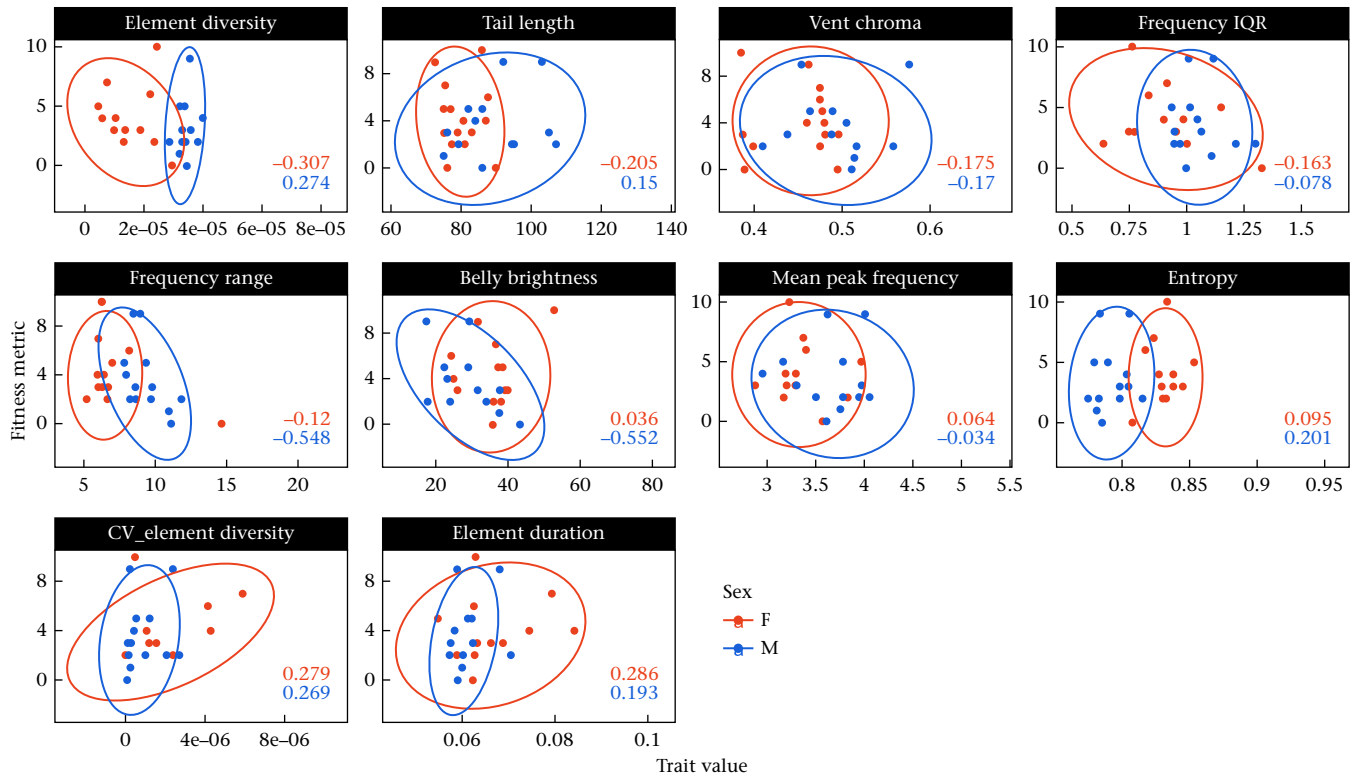 Element diversity
Tail length
Vent chroma
Frequency IQR
10
5
0
8
4
0
8
4
0
10
5
0
−0.307
0.274
−0.205
0.15
−0.175
−0.17
−0.163
−0.078
0 2e−05 4e−05 6e−05 8e−05
60 80 100 120 140
0.4 0.5 0.6
0.5 0.75 1 1.25 1.5
Frequency range
Belly brightness
Mean peak frequency
Entropy
Fitness metric
8
4
0
8
4
0
10
5
0
10
5
0
−0.12
−0.548
0.036
−0.552
0.064
−0.034
0.095
0.201
5 10 15 20
20 40 60 80
3 3.5 4 4.5 5 5.5
0.8 0.85 0.9 0.95
CV_element diversity
Element duration
8
4
0
8
4
0
0.279
0.269
0.286
0.193
0 4e−06 8e−06
0.06 0.08 0.1
Sex
F
M
Trait value